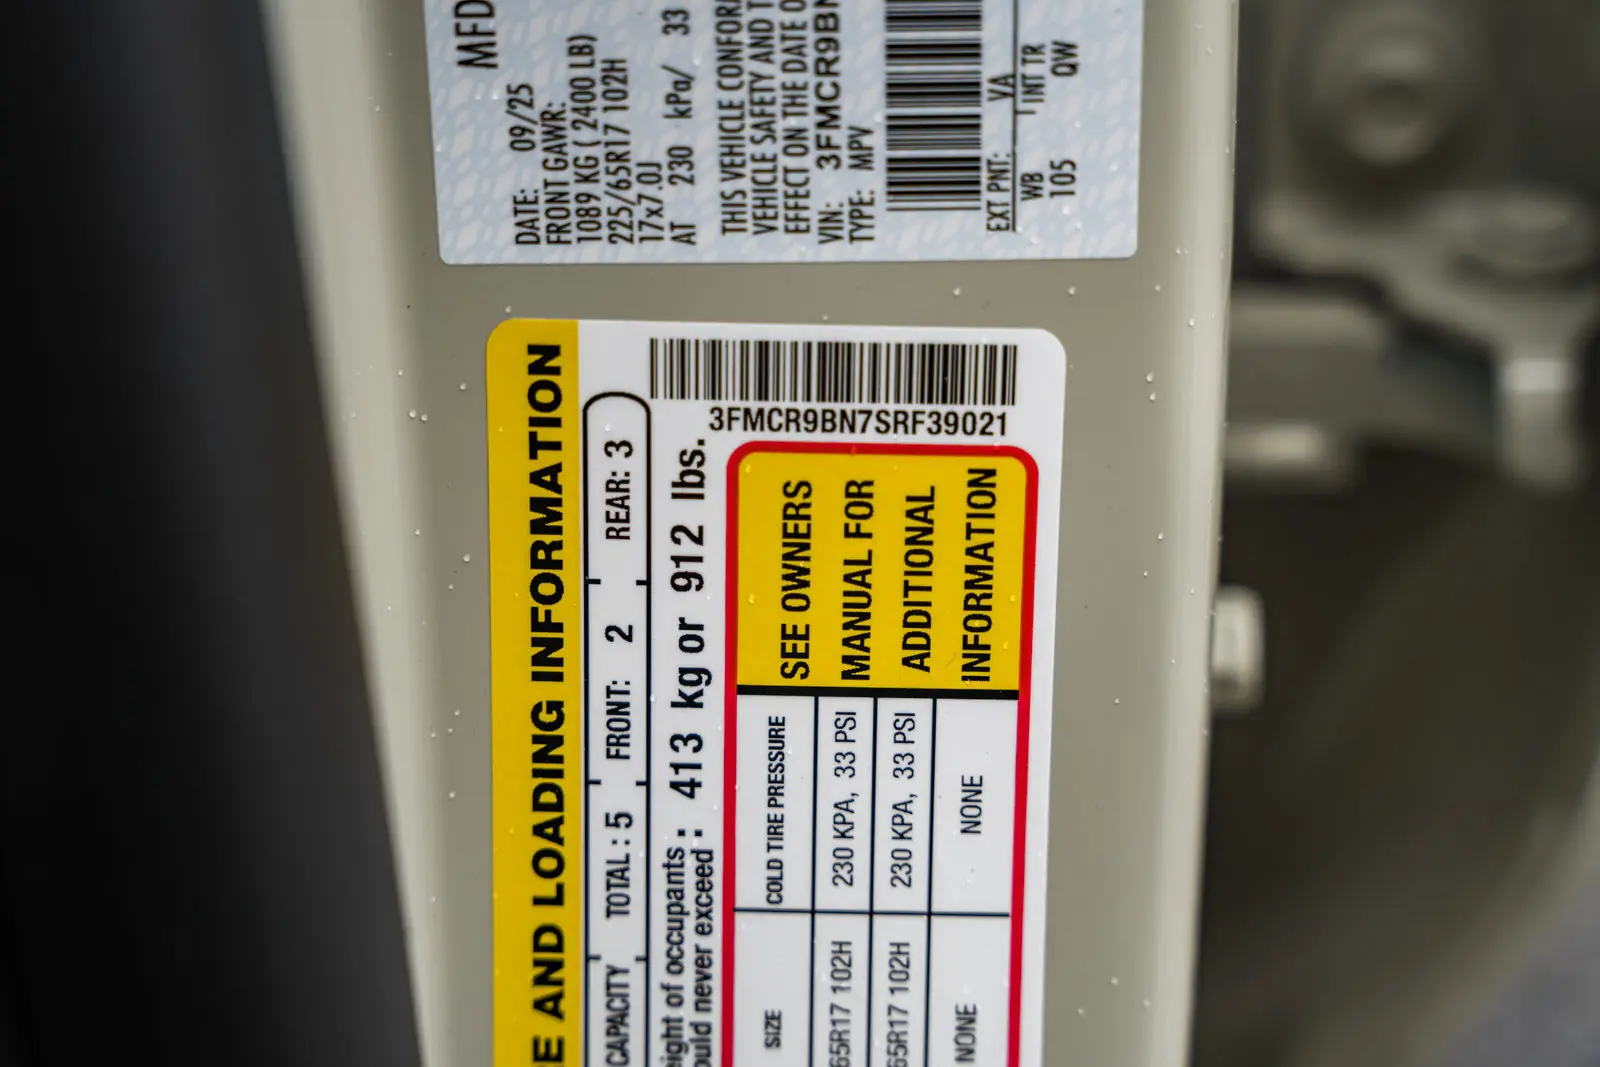 MFD
DATE: 09/25
FRONT GAWR:
1089 KG ( 2400 LB)
225/65R17 102H
17x7.0J
AT 230 kPa/ 33
THIS VEHICLE CONFOR
VEHICLE SAFETY AND T
EFFECT ON THE DATE O
VIN: 3FMCR9BN
TYPE: MPV
EXT PNT: VA
WB INT TR
105 QW
E AND LOADING INFORMATION
CAPACITY TOTAL : 5 FRONT: 2 REAR: 3
eight of occupants :
ould never exceed : 413 kg or 912 lbs.
3FMCR9BN7SRF39021
SIZE COLD TIRE PRESSURE
65R17 102H 230 KPA, 33 PSI
65R17 102H 230 KPA, 33 PSI
NONE NONE
SEE OWNERS
MANUAL FOR
ADDITIONAL
INFORMATION